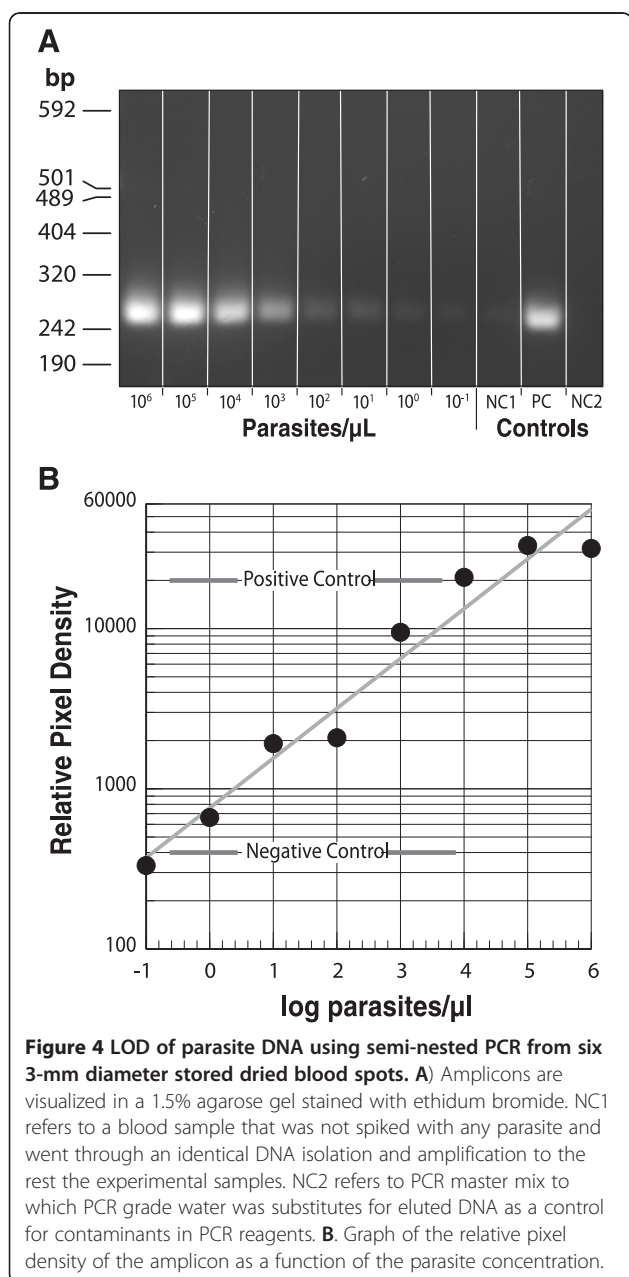 A
bp
592
501
489
404
320
242
190
10⁶ 10⁵ 10⁴ 10³ 10² 10¹ 10⁰ 10⁻¹ NC1 PC NC2
Parasites/µL Controls
B
60000
10000
1000
100
Relative Pixel Density
Positive Control
Negative Control
-1 0 1 2 3 4 5 6
log parasites/µl
Figure 4 LOD of parasite DNA using semi-nested PCR from six
3-mm diameter stored dried blood spots. A) Amplicons are
visualized in a 1.5% agarose gel stained with ethidum bromide. NC1
refers to a blood sample that was not spiked with any parasite and
went through an identical DNA isolation and amplification to the
rest the experimental samples. NC2 refers to PCR master mix to
which PCR grade water was substitutes for eluted DNA as a control
for contaminants in PCR reagents. B. Graph of the relative pixel
density of the amplicon as a function of the parasite concentration.